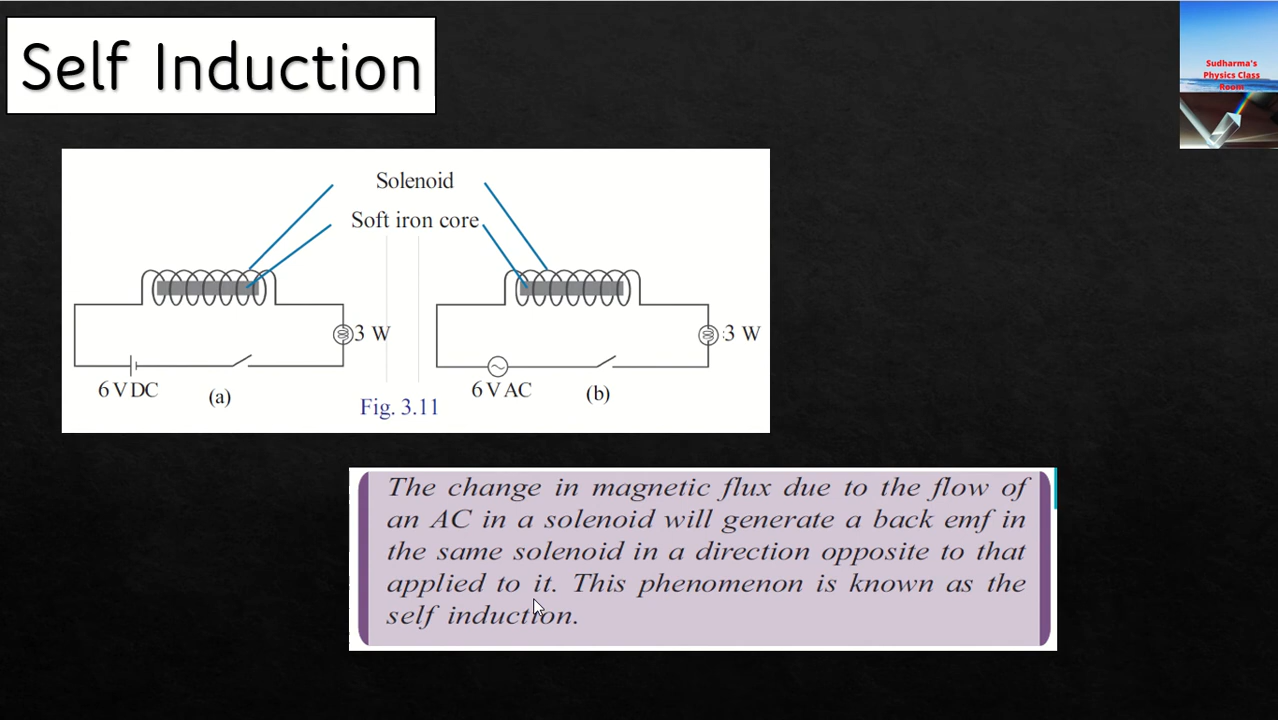 Self Induction
Sudharma's
Physics Class
Room
Solenoid
Soft iron core
3 W
3 W
6 V DC
(a)
6 V AC
(b)
Fig. 3.11
The change in magnetic flux due to the flow of
an AC in a solenoid will generate a back emf in
the same solenoid in a direction opposite to that
applied to it. This phenomenon is known as the
self induction.